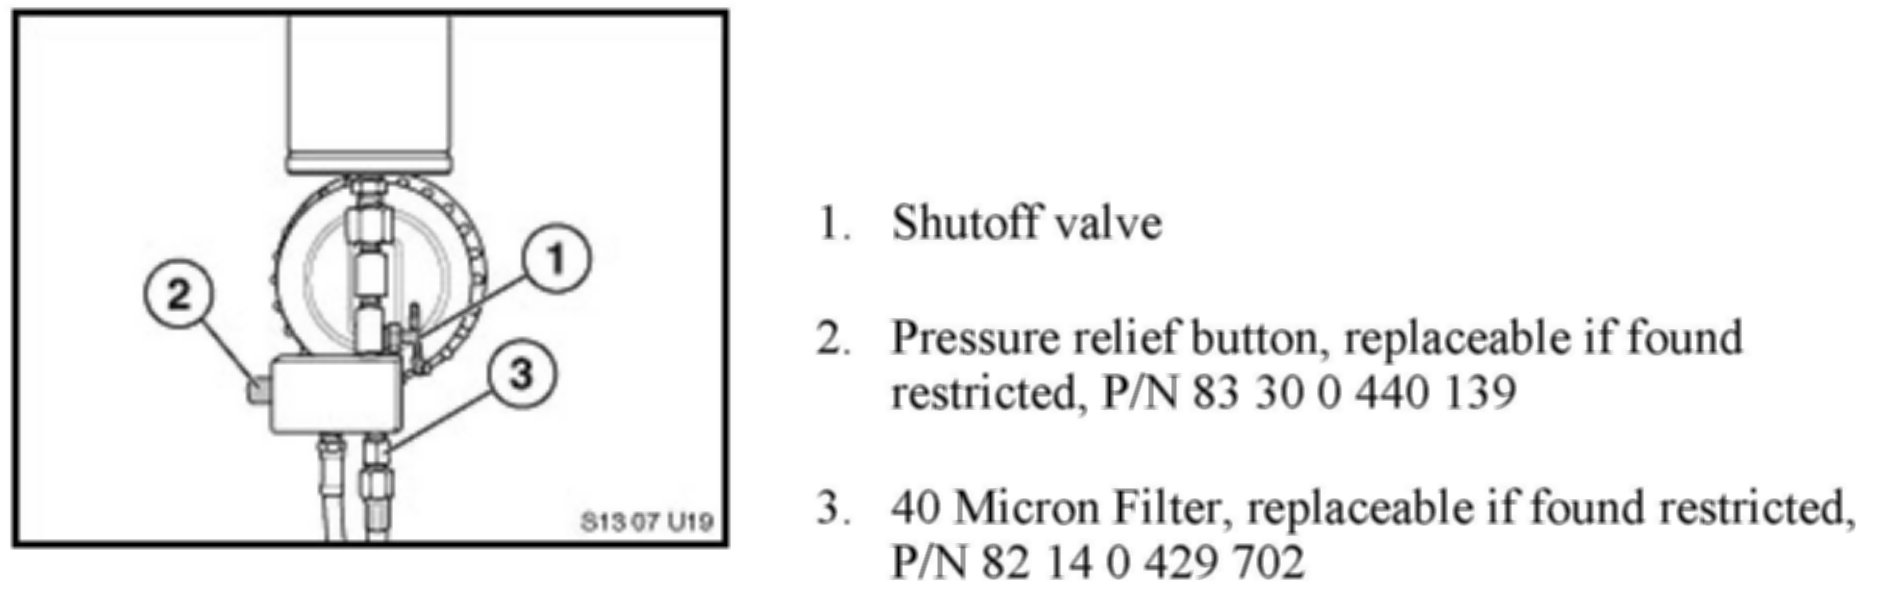 1
2
3
S13 07 U19
1. Shutoff valve
2. Pressure relief button, replaceable if found
restricted, P/N 83 30 0 440 139
3. 40 Micron Filter, replaceable if found restricted,
P/N 82 14 0 429 702